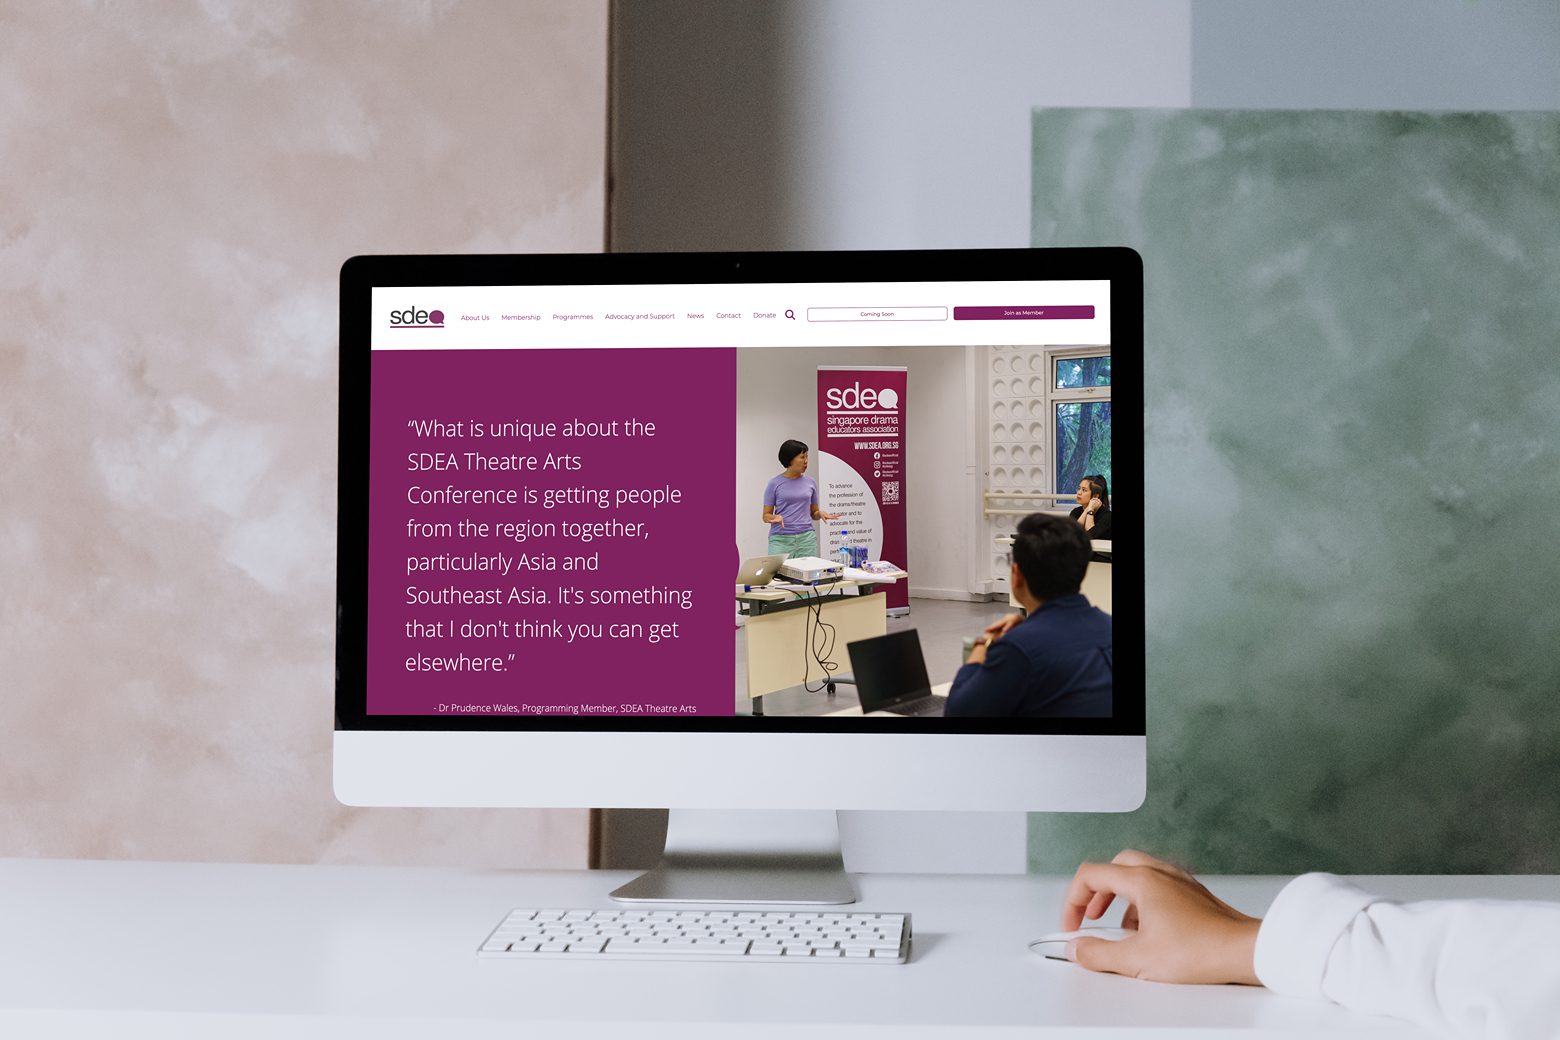 sdea
About Us
Membership
Programmes
Advocacy and Support
News
Contact
Donate
Coming Soon
Join as Member
“What is unique about the
SDEA Theatre Arts
Conference is getting people
from the region together,
particularly Asia and
Southeast Asia. It's something
that I don't think you can get
elsewhere.”
- Dr Prudence Wales, Programming Member, SDEA Theatre Arts
sdea
singapore drama
educators association
WWW.SDEA.ORG.SG
To advance
the profession of
the drama/theatre
educator and to
advocate for the
and value of
theatre in